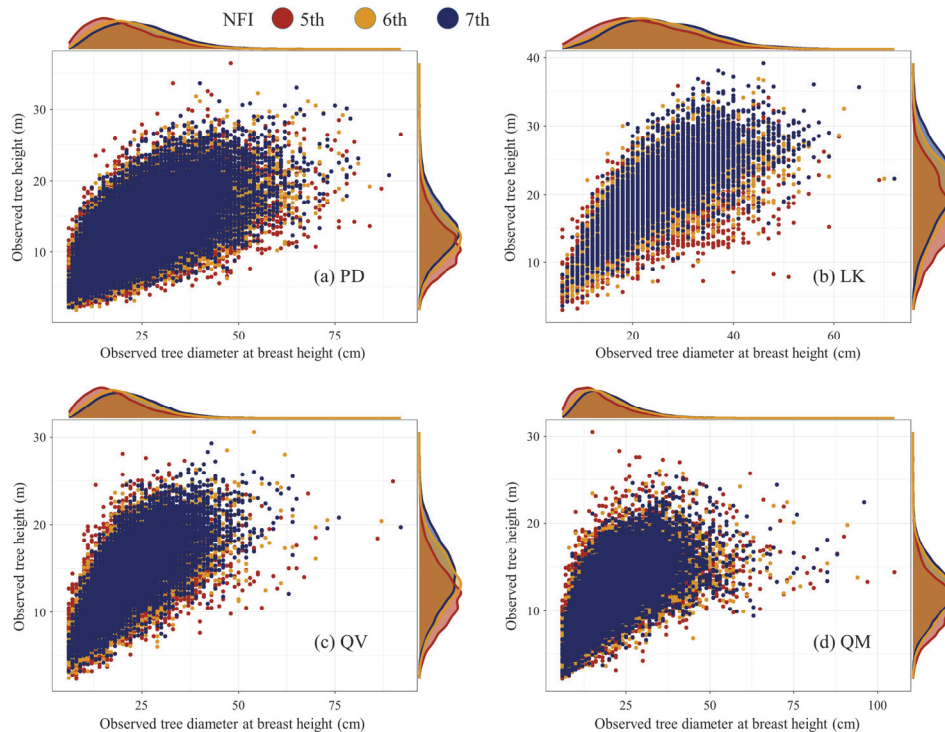 NFI 5th 6th 7th
Observed tree height (m)
30
20
10
(a) PD
25 50 75
Observed tree diameter at breast height (cm)
Observed tree height (m)
40
30
20
10
(b) LK
20 40 60
Observed tree diameter at breast height (cm)
Observed tree height (m)
30
20
10
(c) QV
25 50 75
Observed tree diameter at breast height (cm)
Observed tree height (m)
30
20
10
(d) QM
25 50 75 100
Observed tree diameter at breast height (cm)